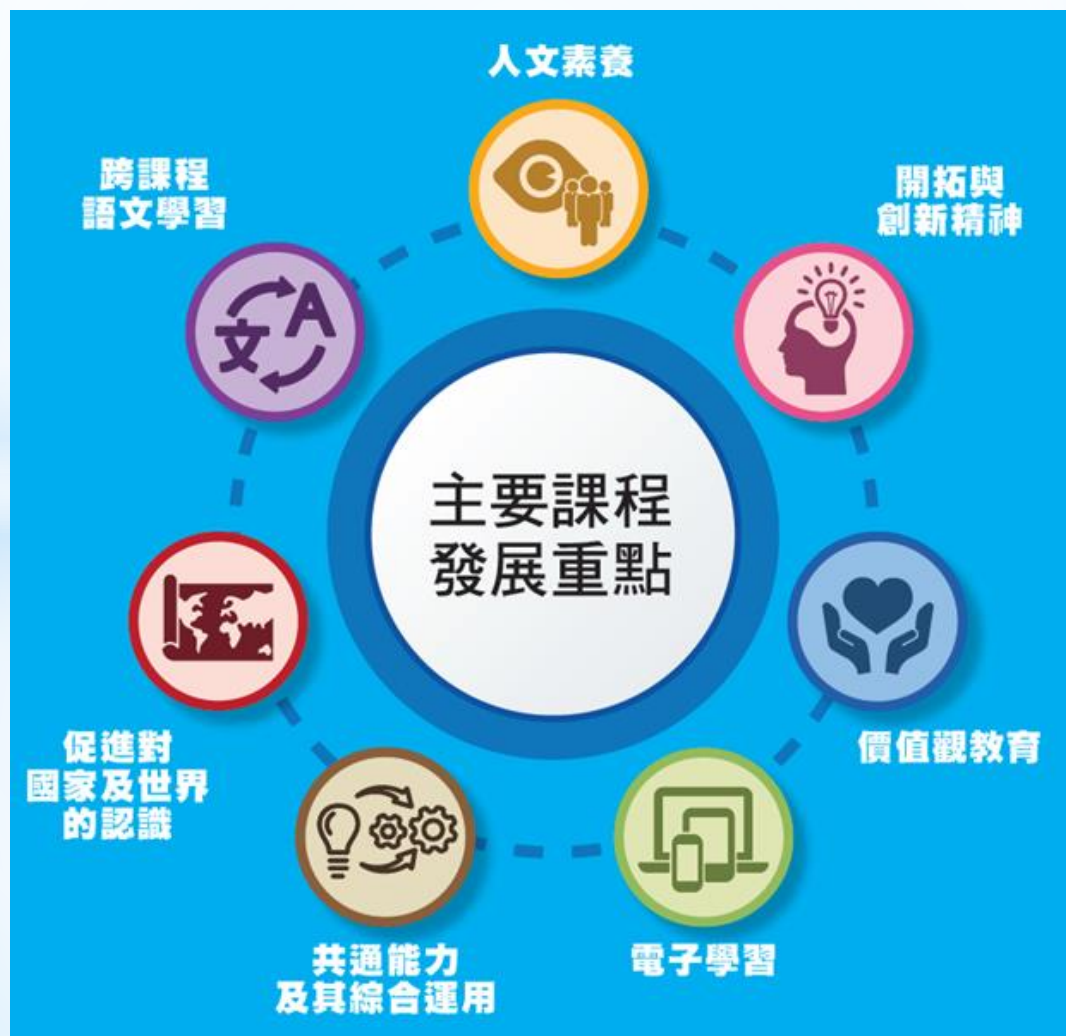 人文素養
開拓與
創新精神
價值觀教育
電子學習
共通能力
及其綜合運用
促進對
國家及世界
的認識
跨課程
語文學習
文 A
主要課程
發展重點